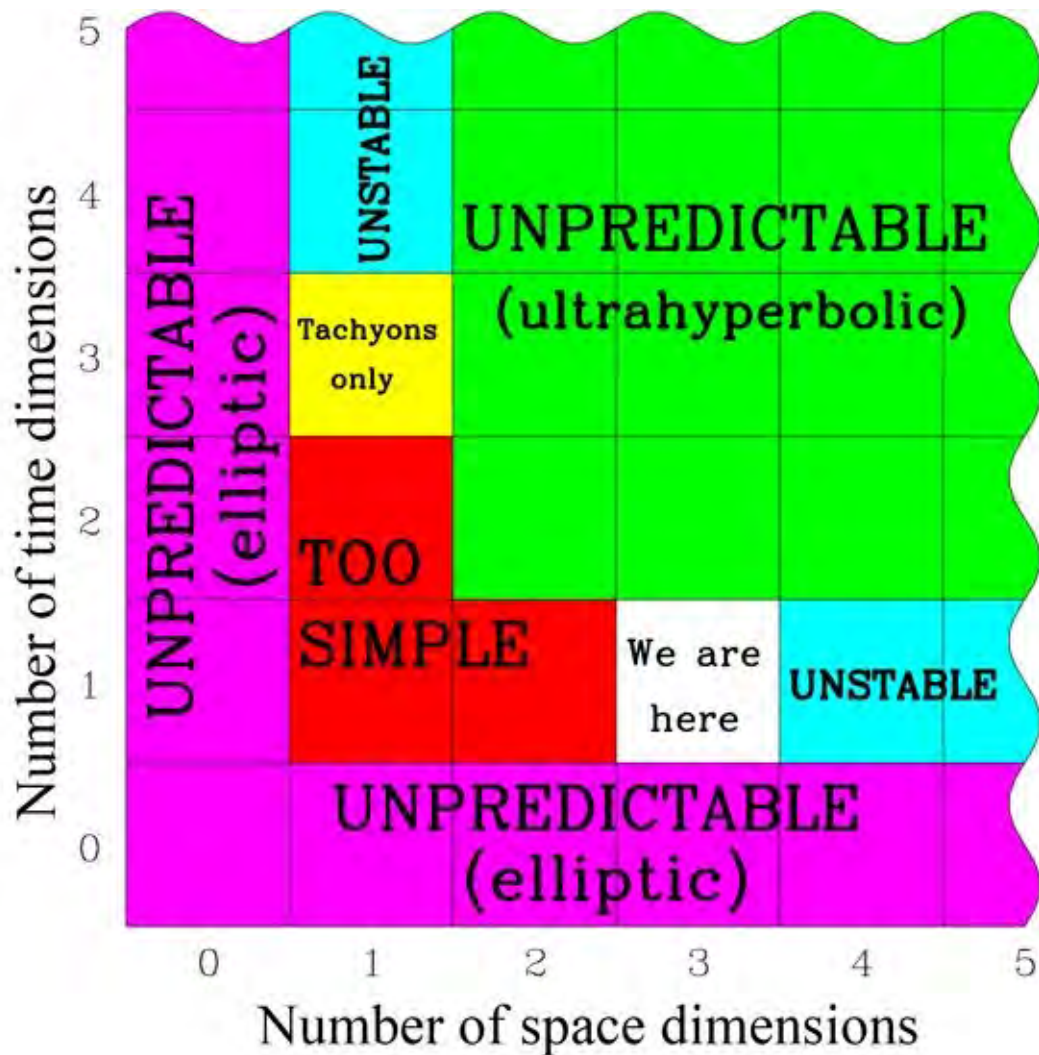 5
4
3
2
1
0
Number of time dimensions
UNPREDICTABLE
(elliptic)
UNSTABLE
UNPREDICTABLE
(ultrahyperbolic)
Tachyons
only
TOO
SIMPLE
We are
here
UNSTABLE
UNPREDICTABLE
(elliptic)
0 1 2 3 4 5
Number of space dimensions